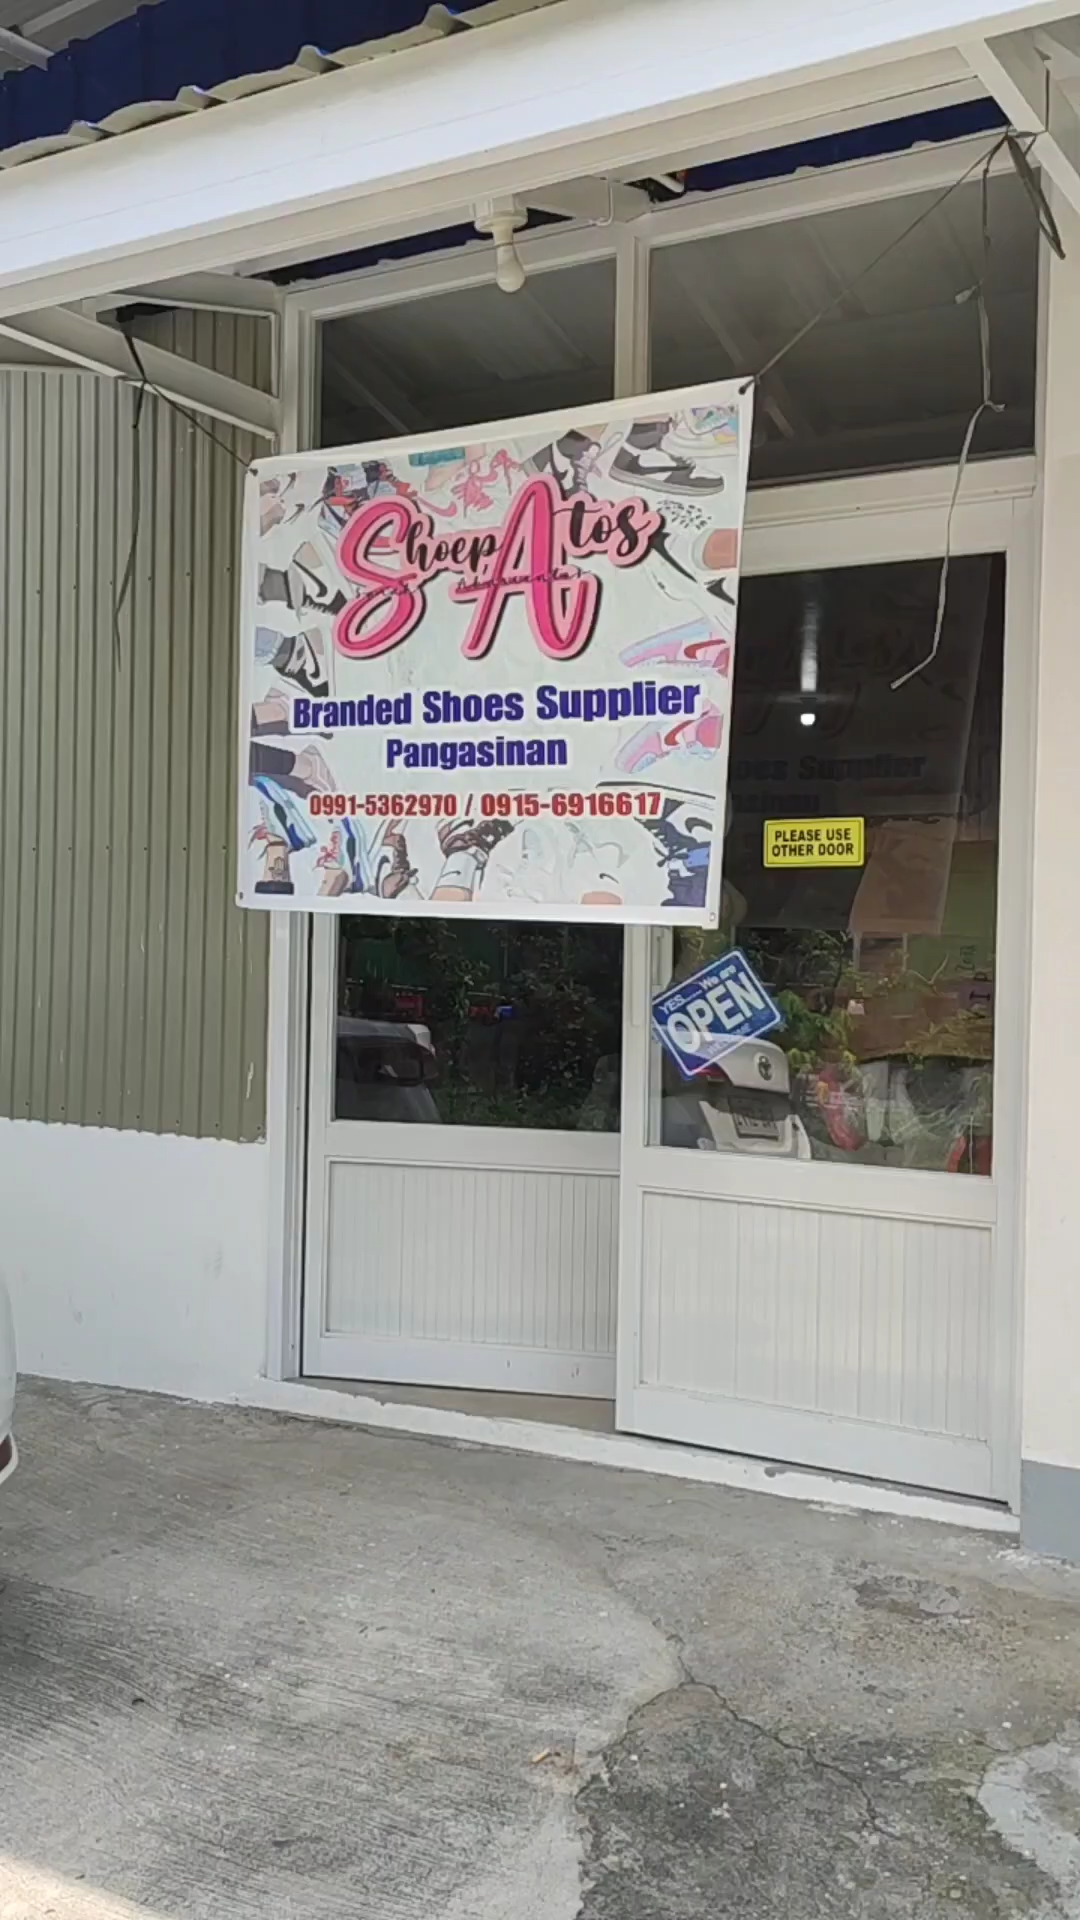 ShoepAtos
Branded Shoes Supplier
Pangasinan
0991-5362970 / 0915-6916617
PLEASE USE
OTHER DOOR
YES.... We are
OPEN